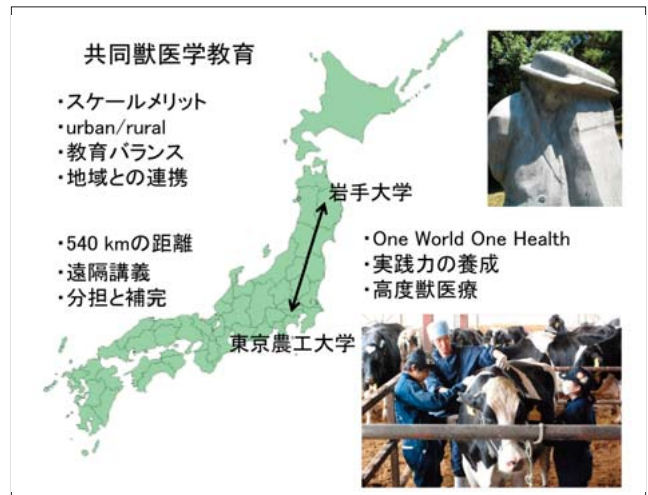 共同獣医学教育
・スケールメリット
・urban/rural
・教育バランス
・地域との連携
岩手大学
・540 kmの距離
・遠隔講義
・分担と補完
・One World One Health
・実践力の養成
・高度獣医療
東京農工大学